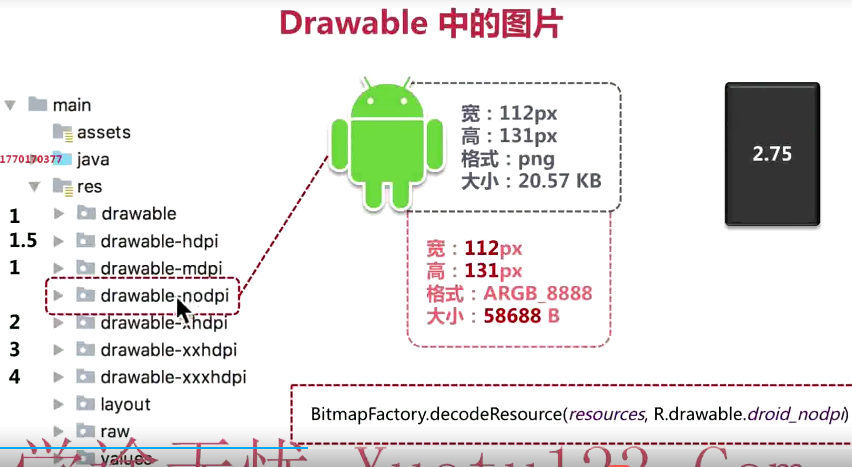 Drawable 中的图片
main
assets
1770170377
java
res
1 drawable
1.5 drawable-hdpi
1 drawable-mdpi
drawable-nodpi
2 drawable-xhdpi
3 drawable-xxhdpi
4 drawable-xxxhdpi
layout
raw
values
宽：112px
高：131px
格式：png
大小：20.57 KB
宽：112px
高：131px
格式：ARGB_8888
大小：58688 B
2.75
BitmapFactory.decodeResource(resources, R.drawable.droid_nodpi)